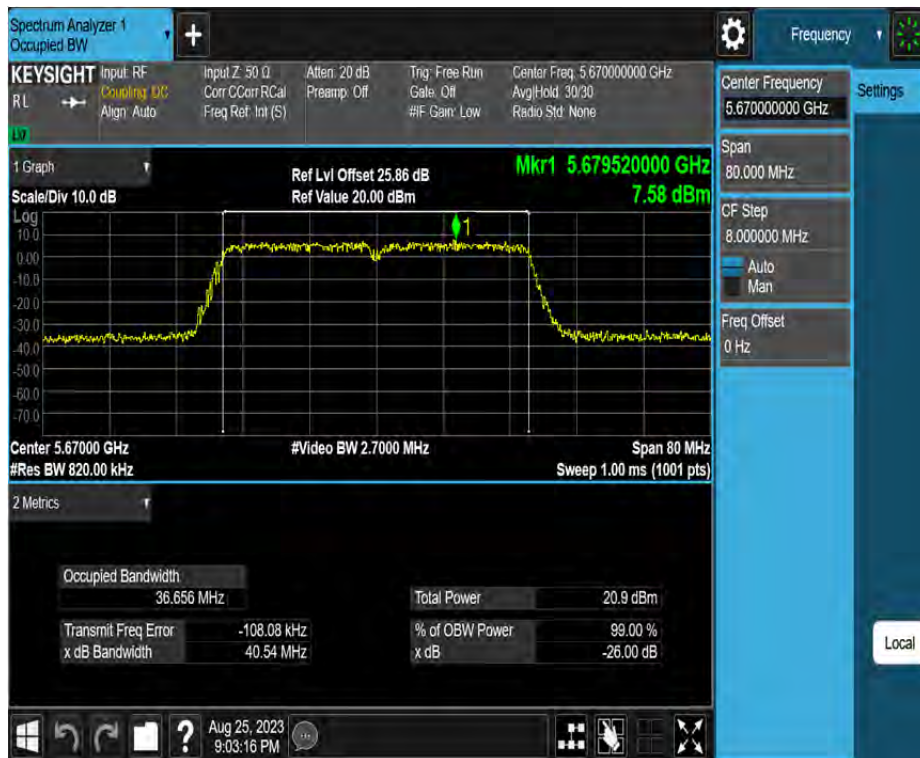 Spectrum Analyzer 1
Occupied BW
+
Frequency
KEYSIGHT
RL
Input: RF
Coupling: DC
Align: Auto
Input Z: 50 Ω
Corr CCorr RCal
Freq Ref: Int (S)
Atten: 20 dB
Preamp: Off
Trig: Free Run
Gate: Off
#IF Gain: Low
Center Freq: 5.670000000 GHz
Avg|Hold: 30/30
Radio Std: None
Center Frequency
5.670000000 GHz
Settings
Span
80.000 MHz
CF Step
8.000000 MHz
Auto
Man
Freq Offset
0 Hz
1 Graph
Scale/Div 10.0 dB
Ref Lvl Offset 25.86 dB
Ref Value 20.00 dBm
Mkr1 5.679520000 GHz
7.58 dBm
Log
10.0
0.00
-10.0
-20.0
-30.0
-40.0
-50.0
-60.0
-70.0
1
Center 5.67000 GHz
#Video BW 2.7000 MHz
Span 80 MHz
#Res BW 820.00 kHz
Sweep 1.00 ms (1001 pts)
2 Metrics
Occupied Bandwidth
36.656 MHz
Total Power 20.9 dBm
Transmit Freq Error -108.08 kHz
% of OBW Power 99.00 %
x dB Bandwidth 40.54 MHz
x dB -26.00 dB
Local
?
Aug 25, 2023
9:03:16 PM